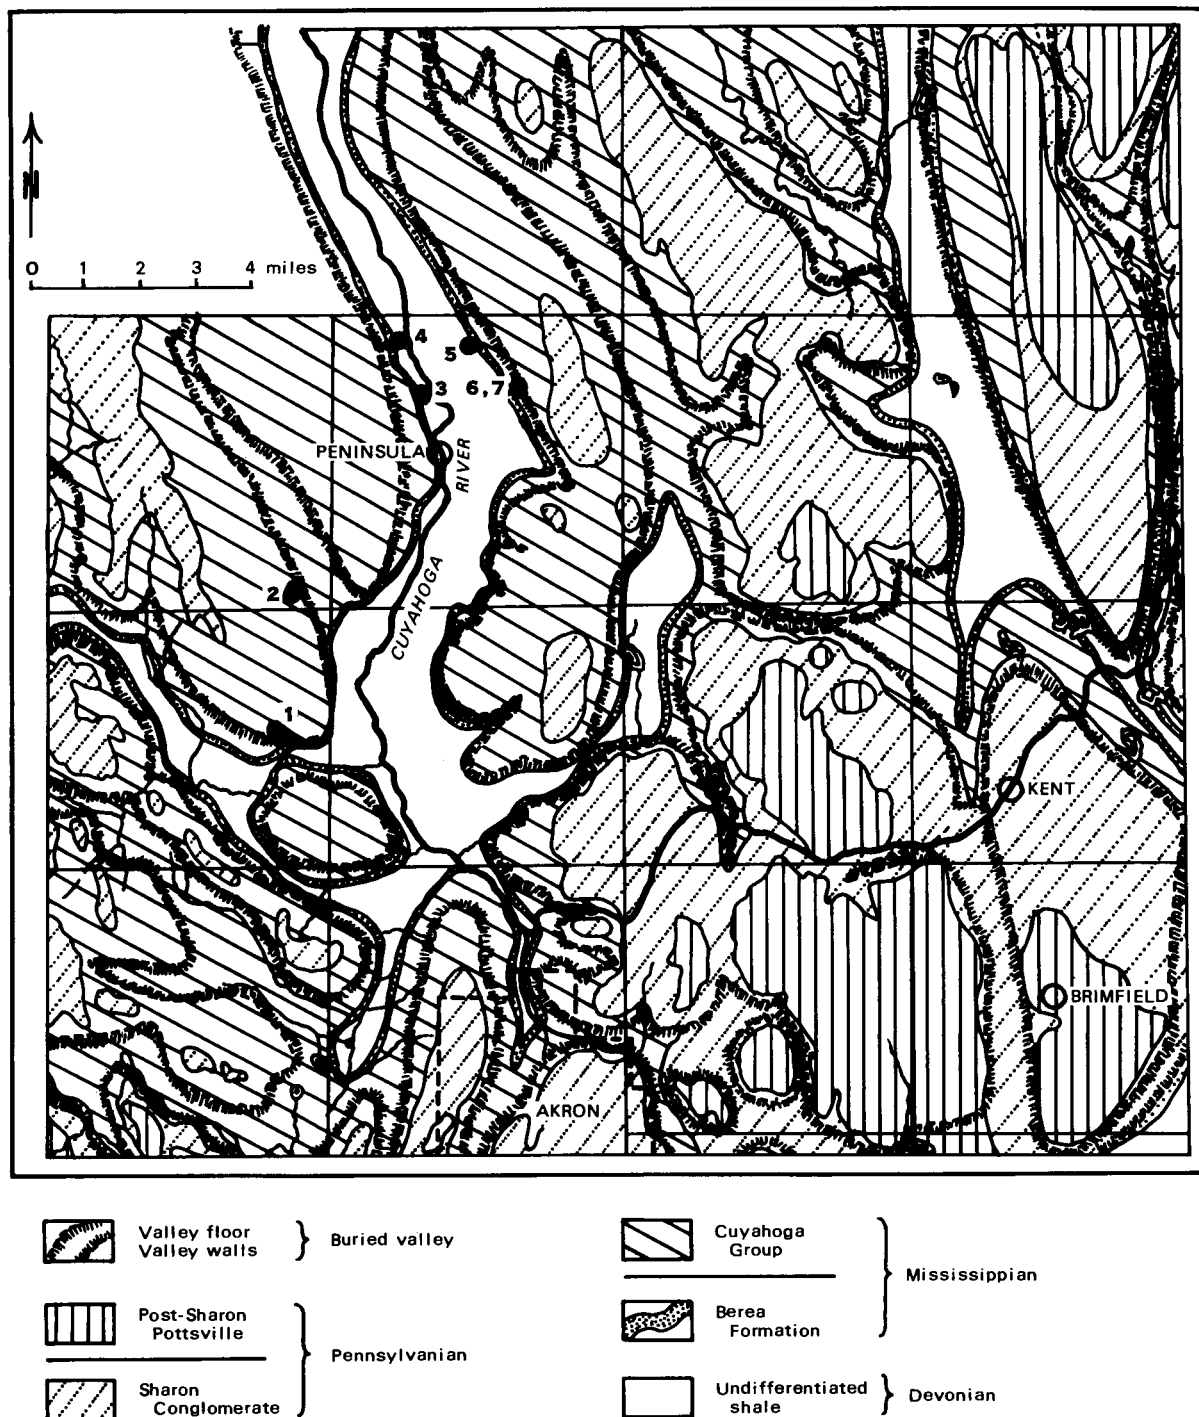 N
0 1 2 3 4 miles
4
5
3
6,7
PENINSULA
RIVER
CUYAHOGA
2
1
KENT
BRIMFIELD
AKRON
Valley floor
Valley walls
Buried valley
Post-Sharon
Pottsville
Pennsylvanian
Sharon
Conglomerate
Cuyahoga
Group
Mississippian
Berea
Formation
Undifferentiated
shale
Devonian